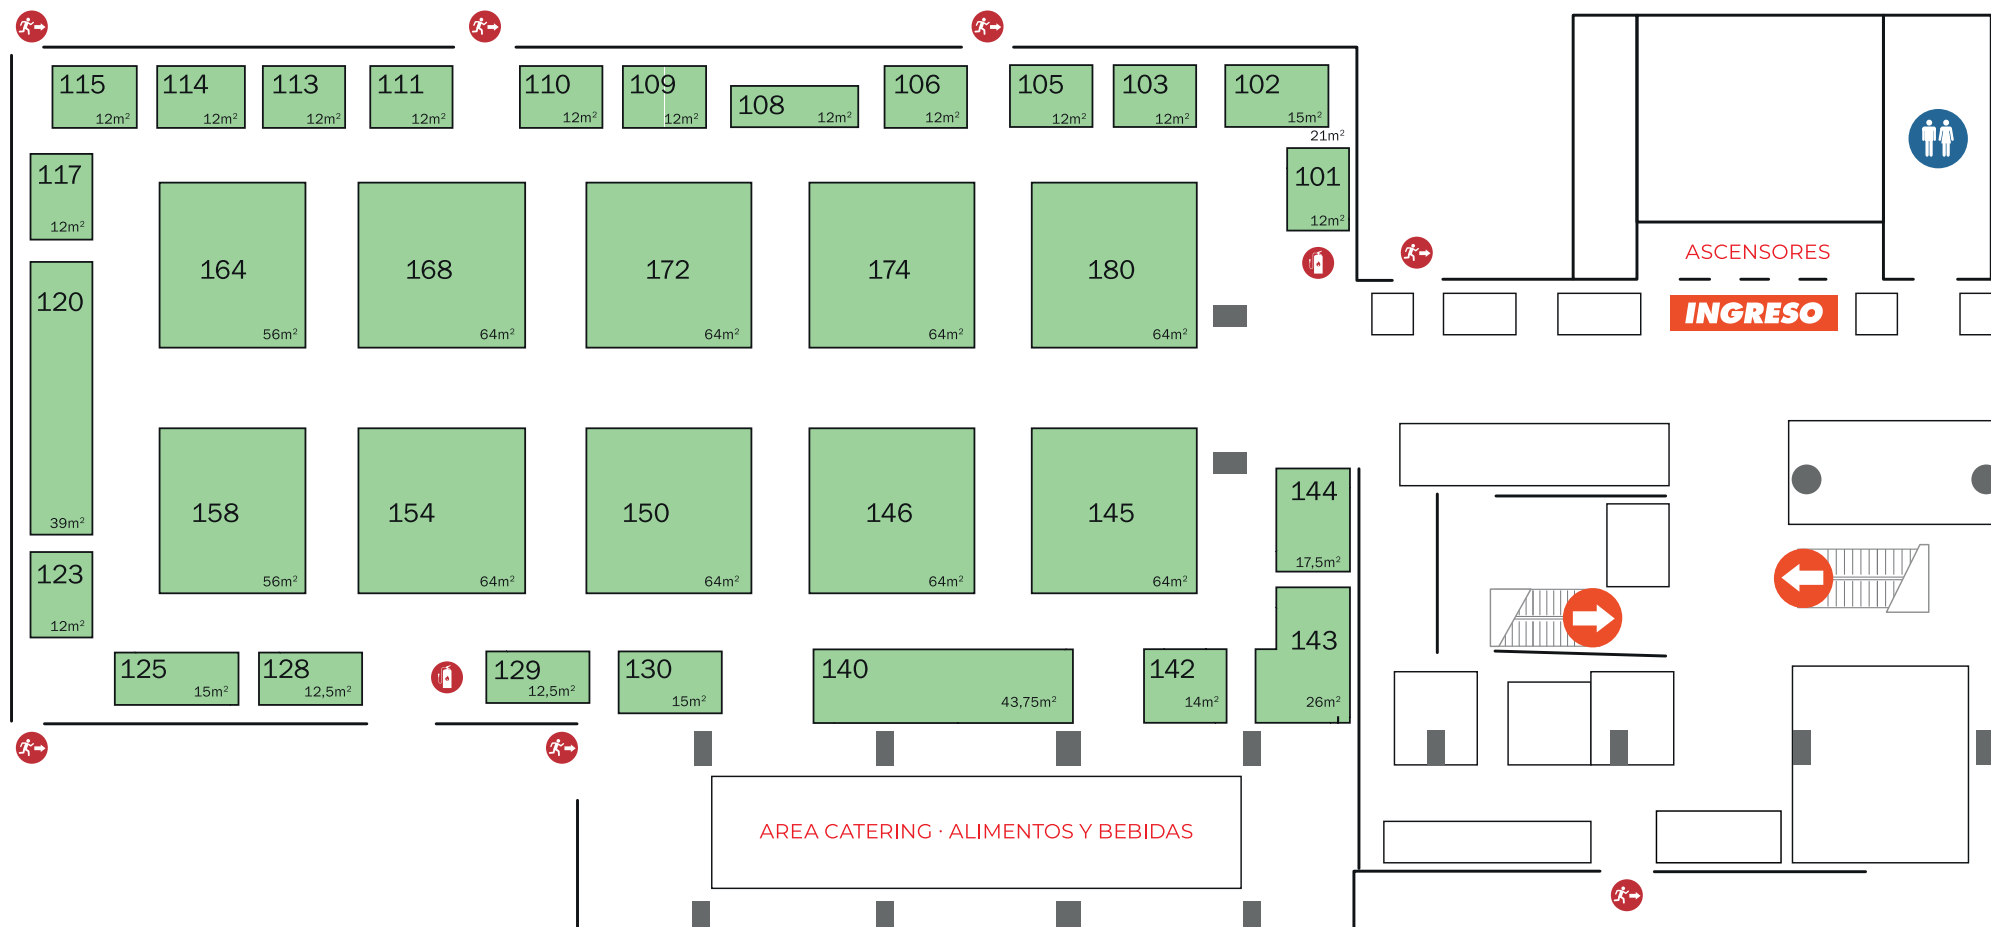 115
12m²
114
12m²
113
12m²
111
12m²
110
12m²
109
12m²
108
12m²
106
12m²
105
12m²
103
12m²
102
15m²
21m²
101
12m²
117
12m²
164
56m²
168
64m²
172
64m²
174
64m²
180
64m²
ASCENSORES
INGRESO
120
39m²
158
56m²
154
64m²
150
64m²
146
64m²
145
64m²
144
17,5m²
123
12m²
143
26m²
125
15m²
128
12,5m²
129
12,5m²
130
15m²
140
43,75m²
142
14m²
AREA CATERING · ALIMENTOS Y BEBIDAS